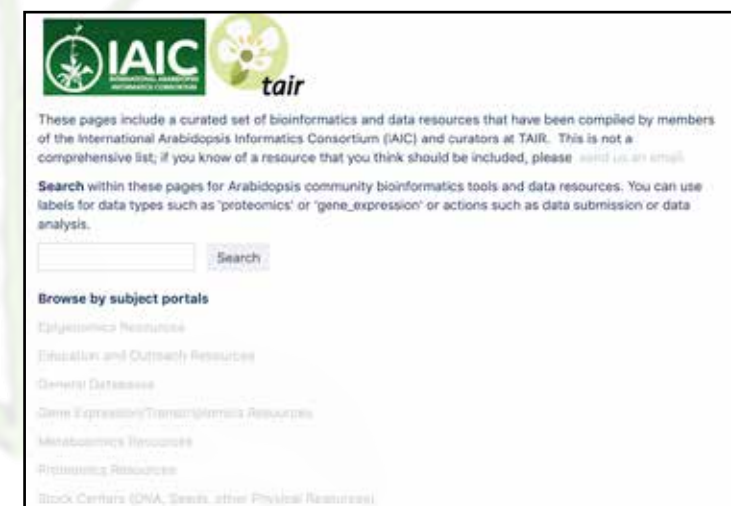 IAIC
INTERNATIONAL ARABIDOPSIS
INFORMATICS CONSORTIUM
tair
These pages include a curated set of bioinformatics and data resources that have been compiled by members
of the International Arabidopsis Informatics Consortium (IAIC) and curators at TAIR. This is not a
comprehensive list; if you know of a resource that you think should be included, please send us an email.
Search within these pages for Arabidopsis community bioinformatics tools and data resources. You can use
labels for data types such as 'proteomics' or 'gene_expression' or actions such as data submission or data
analysis.
Search
Browse by subject portals
Epigenomics Resources
Education and Outreach Resources
General Databases
Gene Expression/Transcriptomics Resources
Metabolomics Resources
Proteomics Resources
Stock Centers (DNA, Seeds, other Physical Resources)